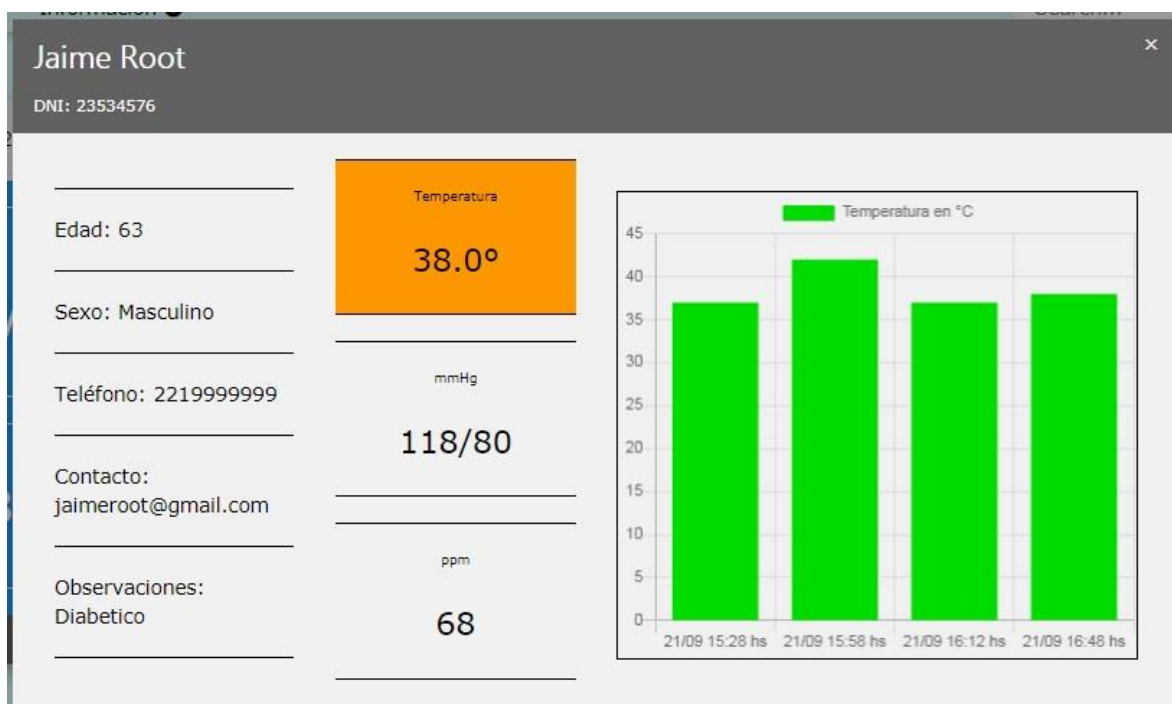 Jaime Root
×
DNI: 23534576
Edad: 63
Sexo: Masculino
Teléfono: 2219999999
Contacto:
jaimeroot@gmail.com
Observaciones:
Diabetico
Temperatura
38.0º
mmHg
118/80
ppm
68
Temperatura en °C
45
40
35
30
25
20
15
10
5
0
21/09 15:28 hs 21/09 15:58 hs 21/09 16:12 hs 21/09 16:48 hs